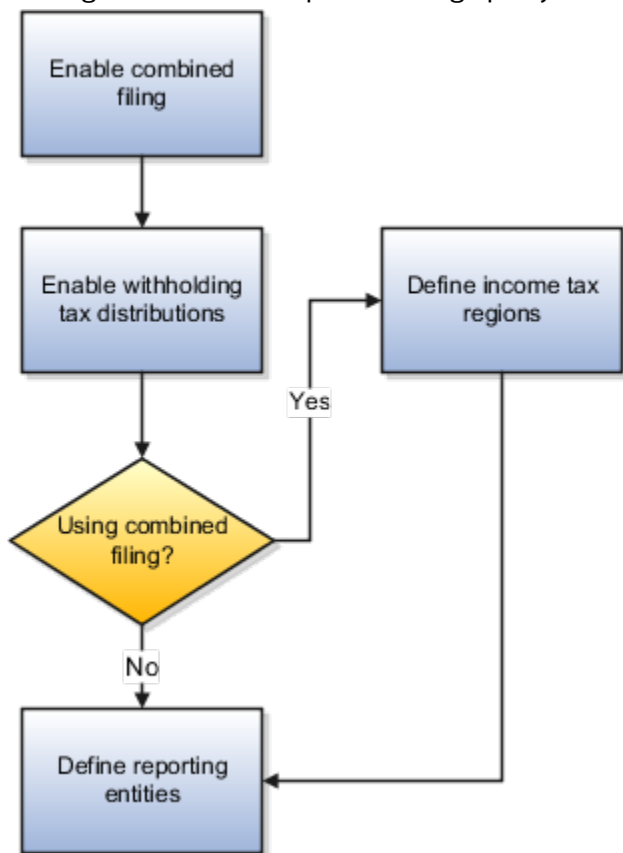 Enable combined
filing
Enable withholding
tax distributions
Define income tax
regions
Yes
Using combined
filing?
No
Define reporting
entities